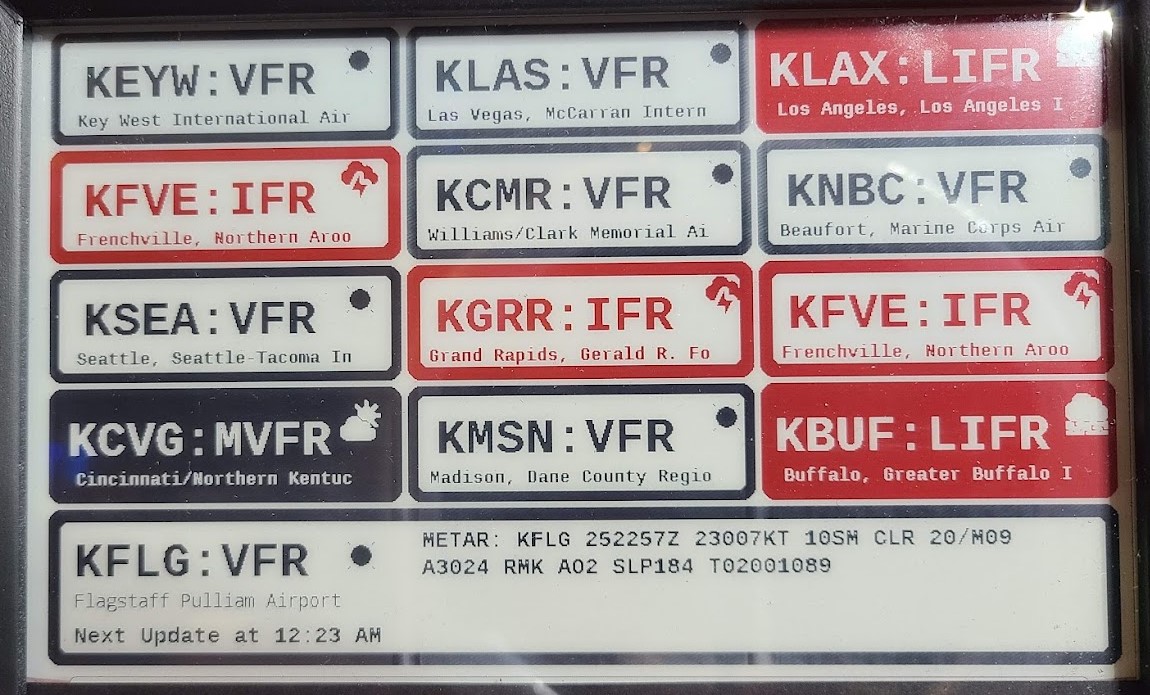 KEYW:VFR
Key West International Air
KLAS:VFR
Las Vegas, McCarran Intern
KLAX:LIFR
Los Angeles, Los Angeles I
KFVE:IFR
Frenchville, Northern Aroo
KCMR:VFR
Williams/Clark Memorial Ai
KNBC:VFR
Beaufort, Marine Corps Air
KSEA:VFR
Seattle, Seattle-Tacoma In
KGRR:IFR
Grand Rapids, Gerald R. Fo
KFVE:IFR
Frenchville, Northern Aroo
KCVG:MVFR
Cincinnati/Northern Kentuc
KMSN:VFR
Madison, Dane County Regio
KBUF:LIFR
Buffalo, Greater Buffalo I
KFLG:VFR
Flagstaff Pulliam Airport
Next Update at 12:23 AM
METAR: KFLG 252257Z 23007KT 10SM CLR 20/M09
A3024 RMK AO2 SLP184 T02001089